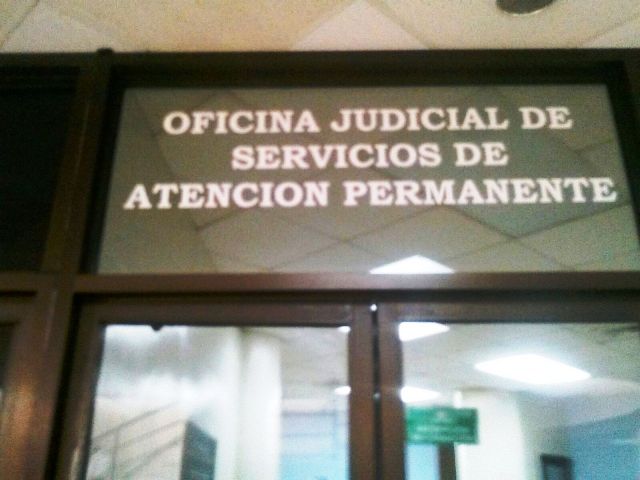 OFICINA JUDICIAL DE
SERVICIOS DE
ATENCION PERMANENTE